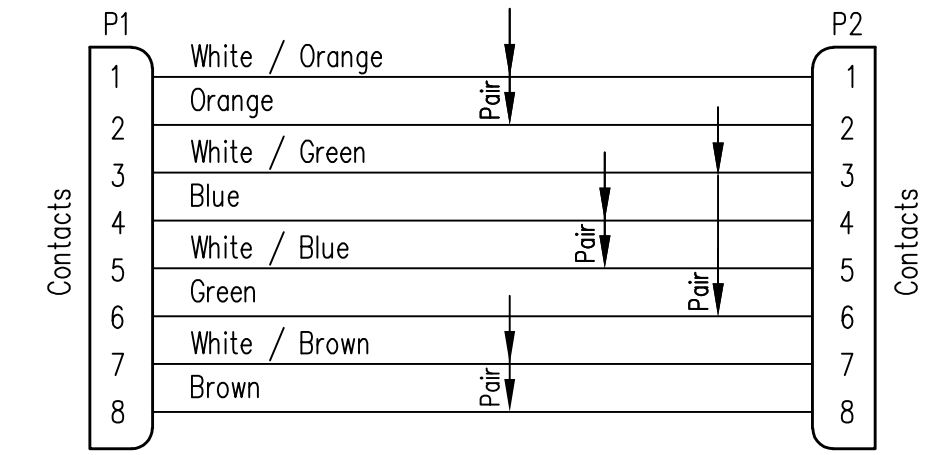 P1 P2
White / Orange
1 1
Orange
Pair
2 2
White / Green
3 3
Blue
4 4
White / Blue
Pair
5 5
Green
Pair
6 6
White / Brown
7 7
Brown
Pair
8 8
Contacts
Contacts